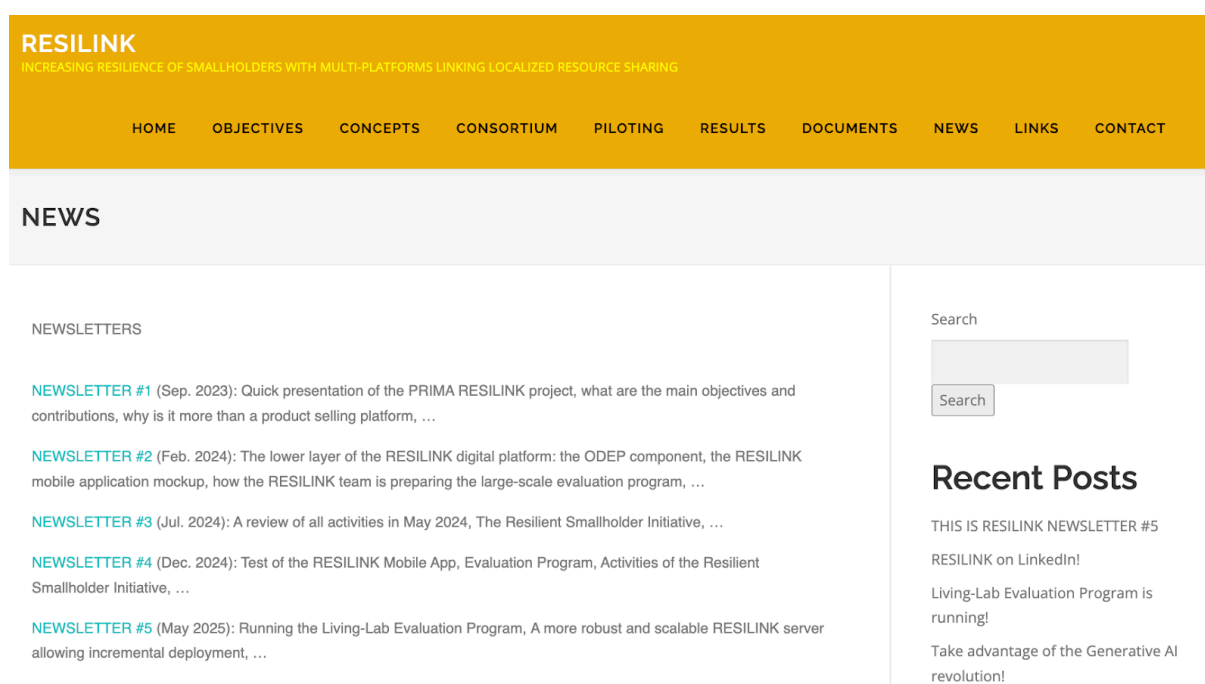 RESILINK
INCREASING RESILIENCE OF SMALLHOLDERS WITH MULTI-PLATFORMS LINKING LOCALIZED RESOURCE SHARING
HOME OBJECTIVES CONCEPTS CONSORTIUM PILOTING RESULTS DOCUMENTS NEWS LINKS CONTACT
NEWS
NEWSLETTERS
NEWSLETTER #1 (Sep. 2023): Quick presentation of the PRIMA RESILINK project, what are the main objectives and
contributions, why is it more than a product selling platform, …
NEWSLETTER #2 (Feb. 2024): The lower layer of the RESILINK digital platform: the ODEP component, the RESILINK
mobile application mockup, how the RESILINK team is preparing the large-scale evaluation program, …
NEWSLETTER #3 (Jul. 2024): A review of all activities in May 2024, The Resilient Smallholder Initiative, …
NEWSLETTER #4 (Dec. 2024): Test of the RESILINK Mobile App, Evaluation Program, Activities of the Resilient
Smallholder Initiative, …
NEWSLETTER #5 (May 2025): Running the Living-Lab Evaluation Program, A more robust and scalable RESILINK server
allowing incremental deployment, …
Search
Search
Recent Posts
THIS IS RESILINK NEWSLETTER #5
RESILINK on LinkedIn!
Living-Lab Evaluation Program is
running!
Take advantage of the Generative AI
revolution!